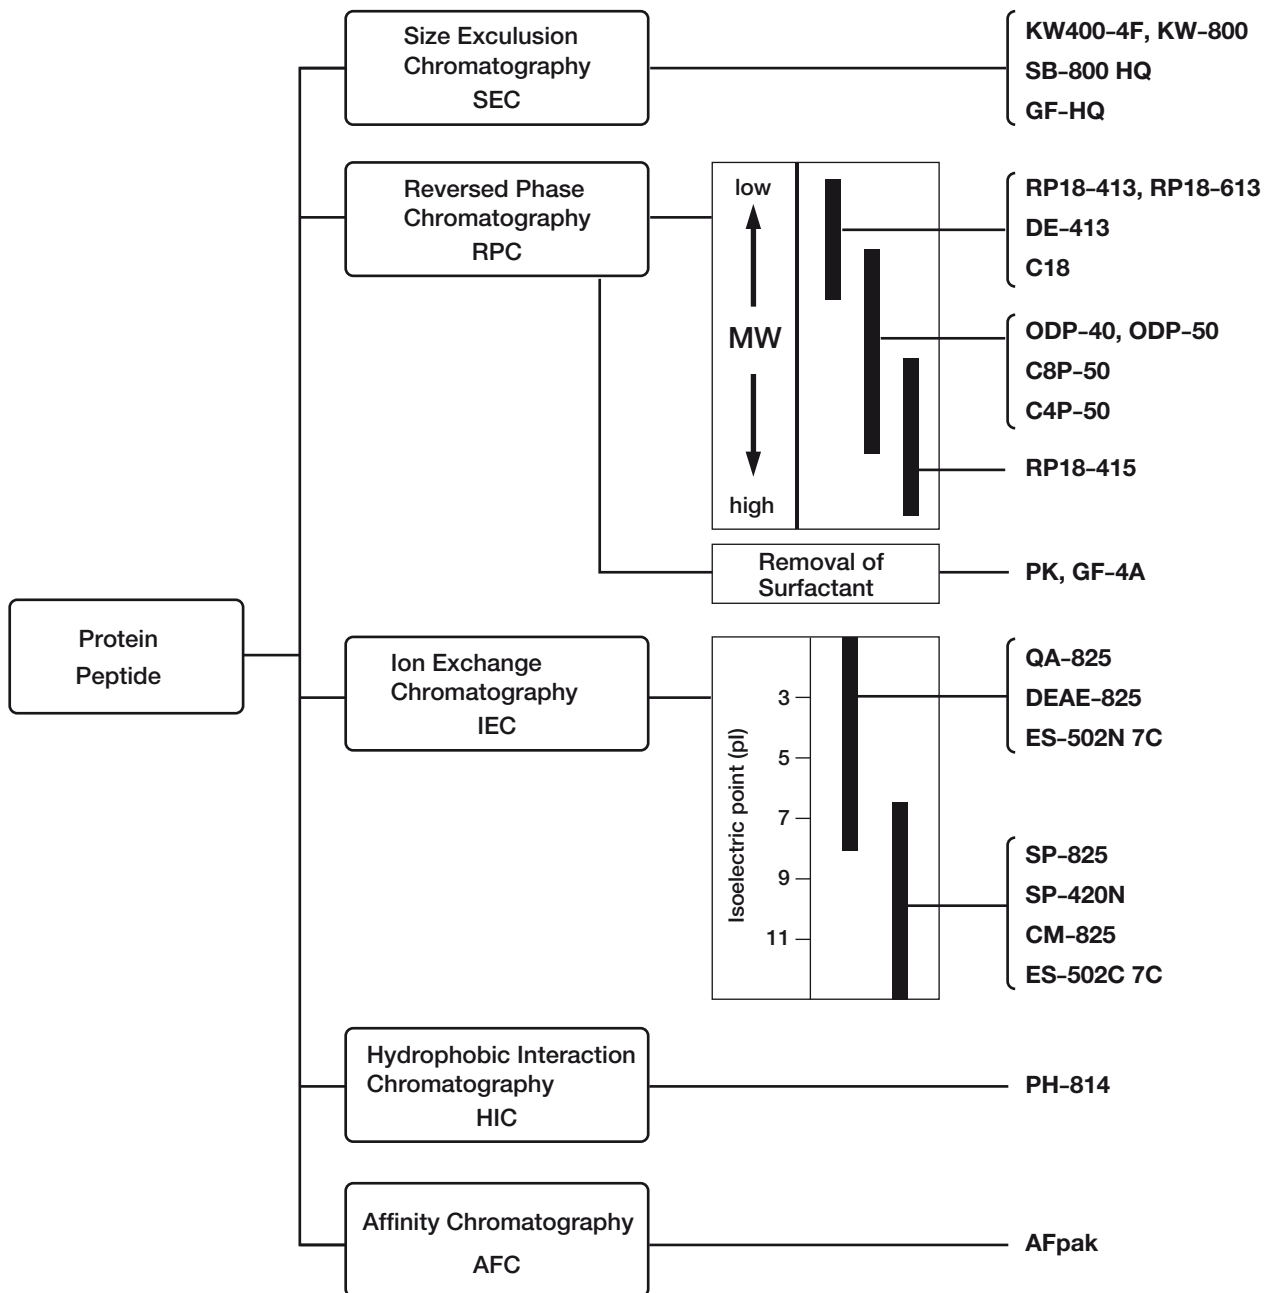 Protein
Peptide
Size Exculusion
Chromatography
SEC
KW400-4F, KW-800
SB-800 HQ
GF-HQ
Reversed Phase
Chromatography
RPC
low
MW
high
RP18-413, RP18-613
DE-413
C18
ODP-40, ODP-50
C8P-50
C4P-50
RP18-415
Removal of
Surfactant
PK, GF-4A
Ion Exchange
Chromatography
IEC
Isoelectric point (pI)
3
5
7
9
11
QA-825
DEAE-825
ES-502N 7C
SP-825
SP-420N
CM-825
ES-502C 7C
Hydrophobic Interaction
Chromatography
HIC
PH-814
Affinity Chromatography
AFC
AFpak